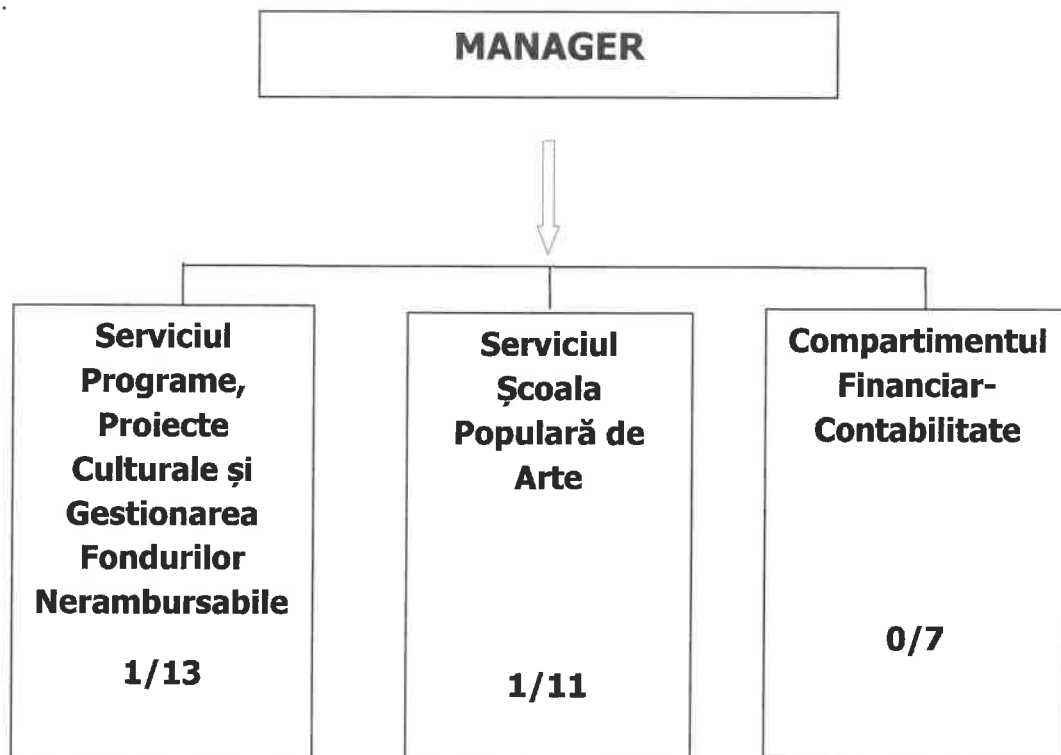 MANAGER
Serviciul
Programe,
Proiecte
Culturale și
Gestionarea
Fondurilor
Nerambursabile
1/13
Serviciul
Școala
Populară de
Arte
1/11
Compartimentul
Financiar-
Contabilitate
0/7